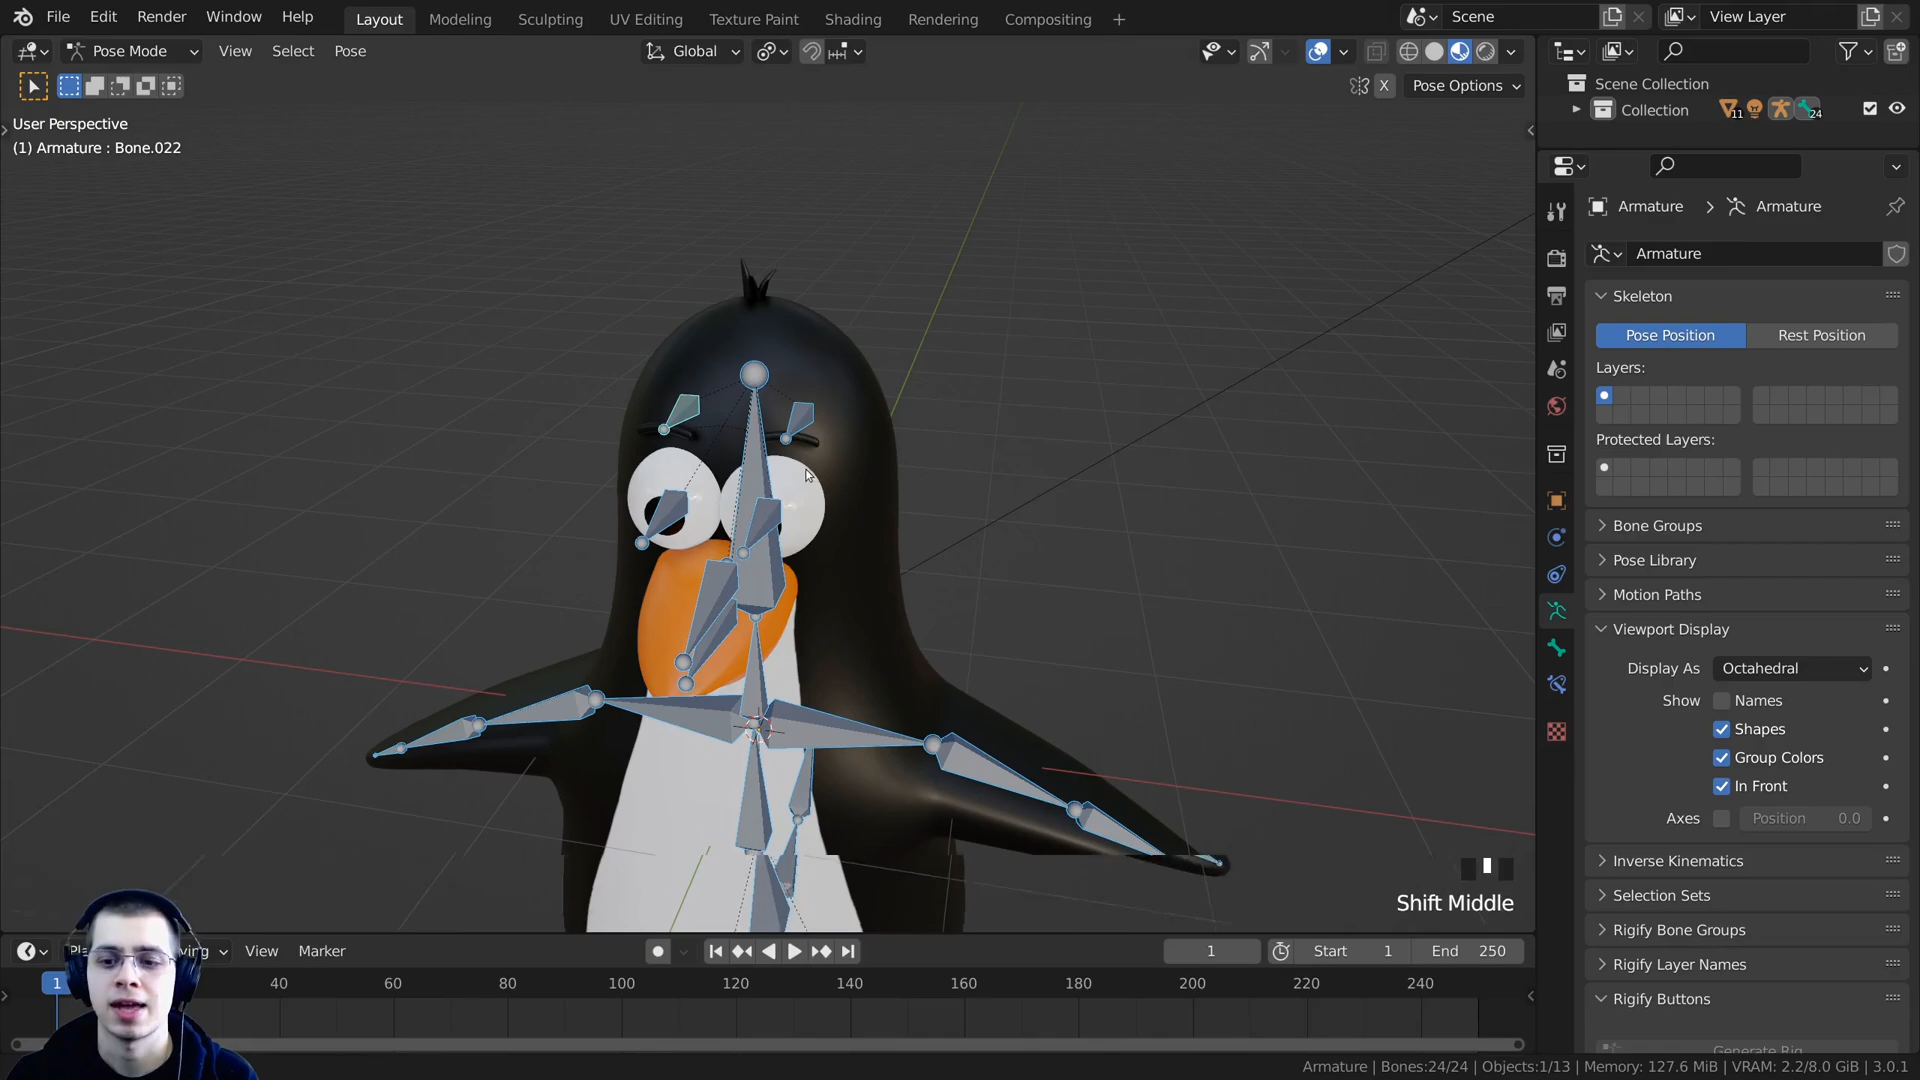 File Edit Render Window Help Layout Modeling Sculpting UV Editing Texture Paint Shading Animation Rendering Compositing + Scene View Layer
Pose Mode View Select Pose Global
X Pose Options
User Perspective
(1) Armature : Bone.022
Scene Collection
Collection 11 24
Armature > Armature
Armature
Skeleton
Pose Position Rest Position
Layers:
Protected Layers:
Bone Groups
Pose Library
Motion Paths
Viewport Display
Display As Octahedral
Show Names
Shapes
Group Colors
In Front
Axes Position 0.0
Inverse Kinematics
Selection Sets
Rigify Bone Groups
Rigify Layer Names
Rigify Buttons
Generate Rig
Shift Middle
View Marker 1 Start 1 End 250
1 40 60 80 100 120 140 160 180 200 220 240
Armature | Bones:24/24 | Objects:1/13 | Memory: 127.6 MiB | VRAM: 2.2/8.0 GiB | 3.0.1